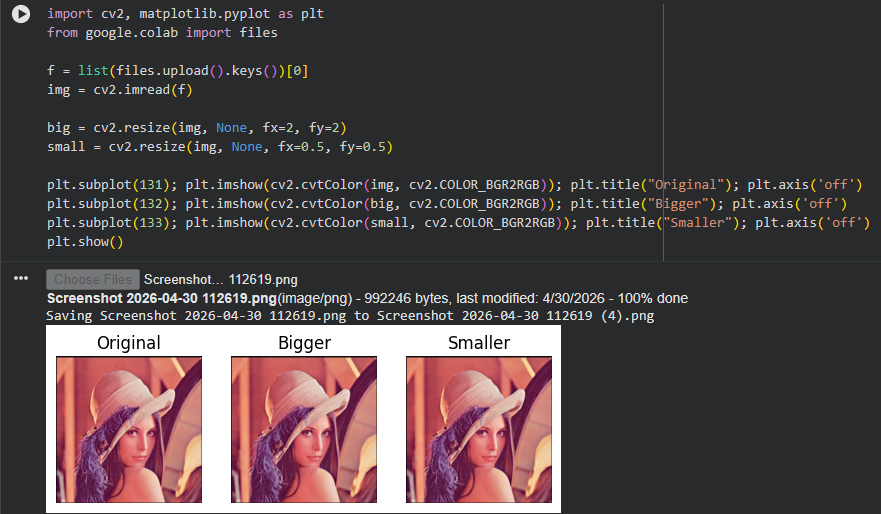 import cv2, matplotlib.pyplot as plt
from google.colab import files
f = list(files.upload().keys())[0]
img = cv2.imread(f)
big = cv2.resize(img, None, fx=2, fy=2)
small = cv2.resize(img, None, fx=0.5, fy=0.5)
plt.subplot(131); plt.imshow(cv2.cvtColor(img, cv2.COLOR_BGR2RGB)); plt.title("Original"); plt.axis('off')
plt.subplot(132); plt.imshow(cv2.cvtColor(big, cv2.COLOR_BGR2RGB)); plt.title("Bigger"); plt.axis('off')
plt.subplot(133); plt.imshow(cv2.cvtColor(small, cv2.COLOR_BGR2RGB)); plt.title("Smaller"); plt.axis('off')
plt.show()
Choose Files Screenshot... 112619.png
Screenshot 2026-04-30 112619.png(image/png) - 992246 bytes, last modified: 4/30/2026 - 100% done
Saving Screenshot 2026-04-30 112619.png to Screenshot 2026-04-30 112619 (4).png
Original Bigger Smaller